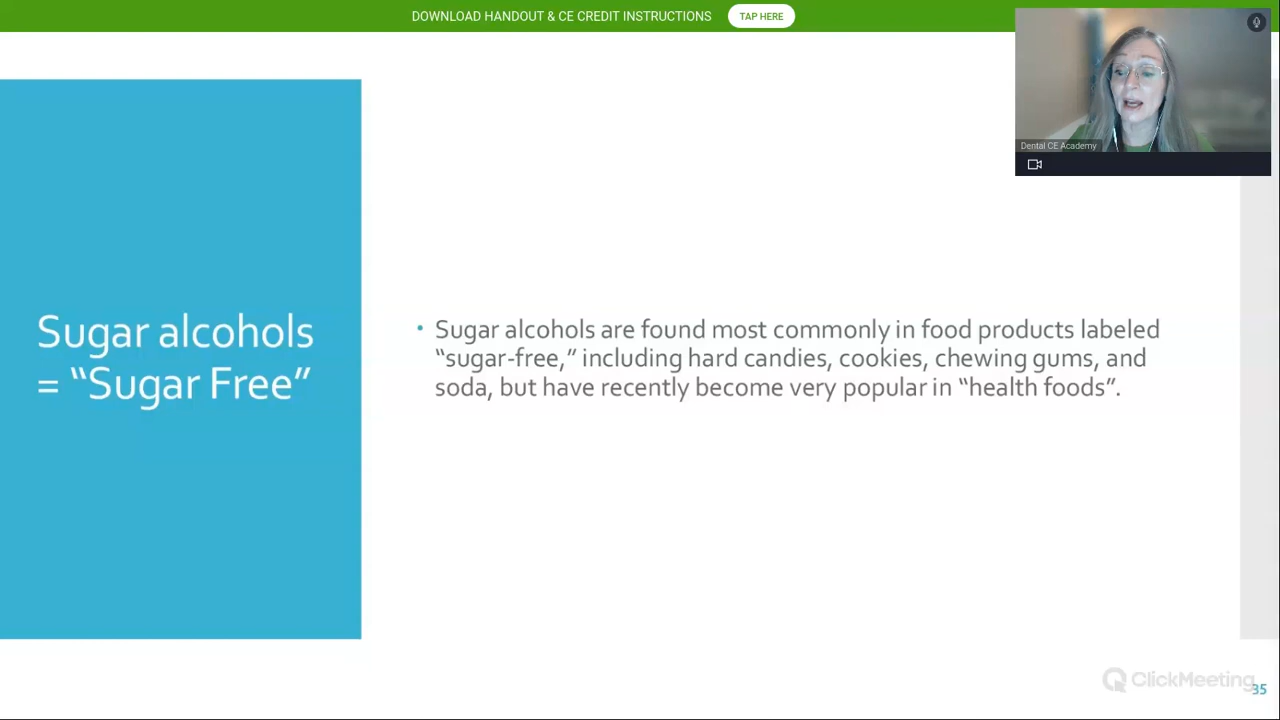 DOWNLOAD HANDOUT & CE CREDIT INSTRUCTIONS
TAP HERE
Dental CE Academy
Sugar alcohols
= “Sugar Free”
• Sugar alcohols are found most commonly in food products labeled
“sugar-free,” including hard candies, cookies, chewing gums, and
soda, but have recently become very popular in “health foods”.
ClickMeeting
35